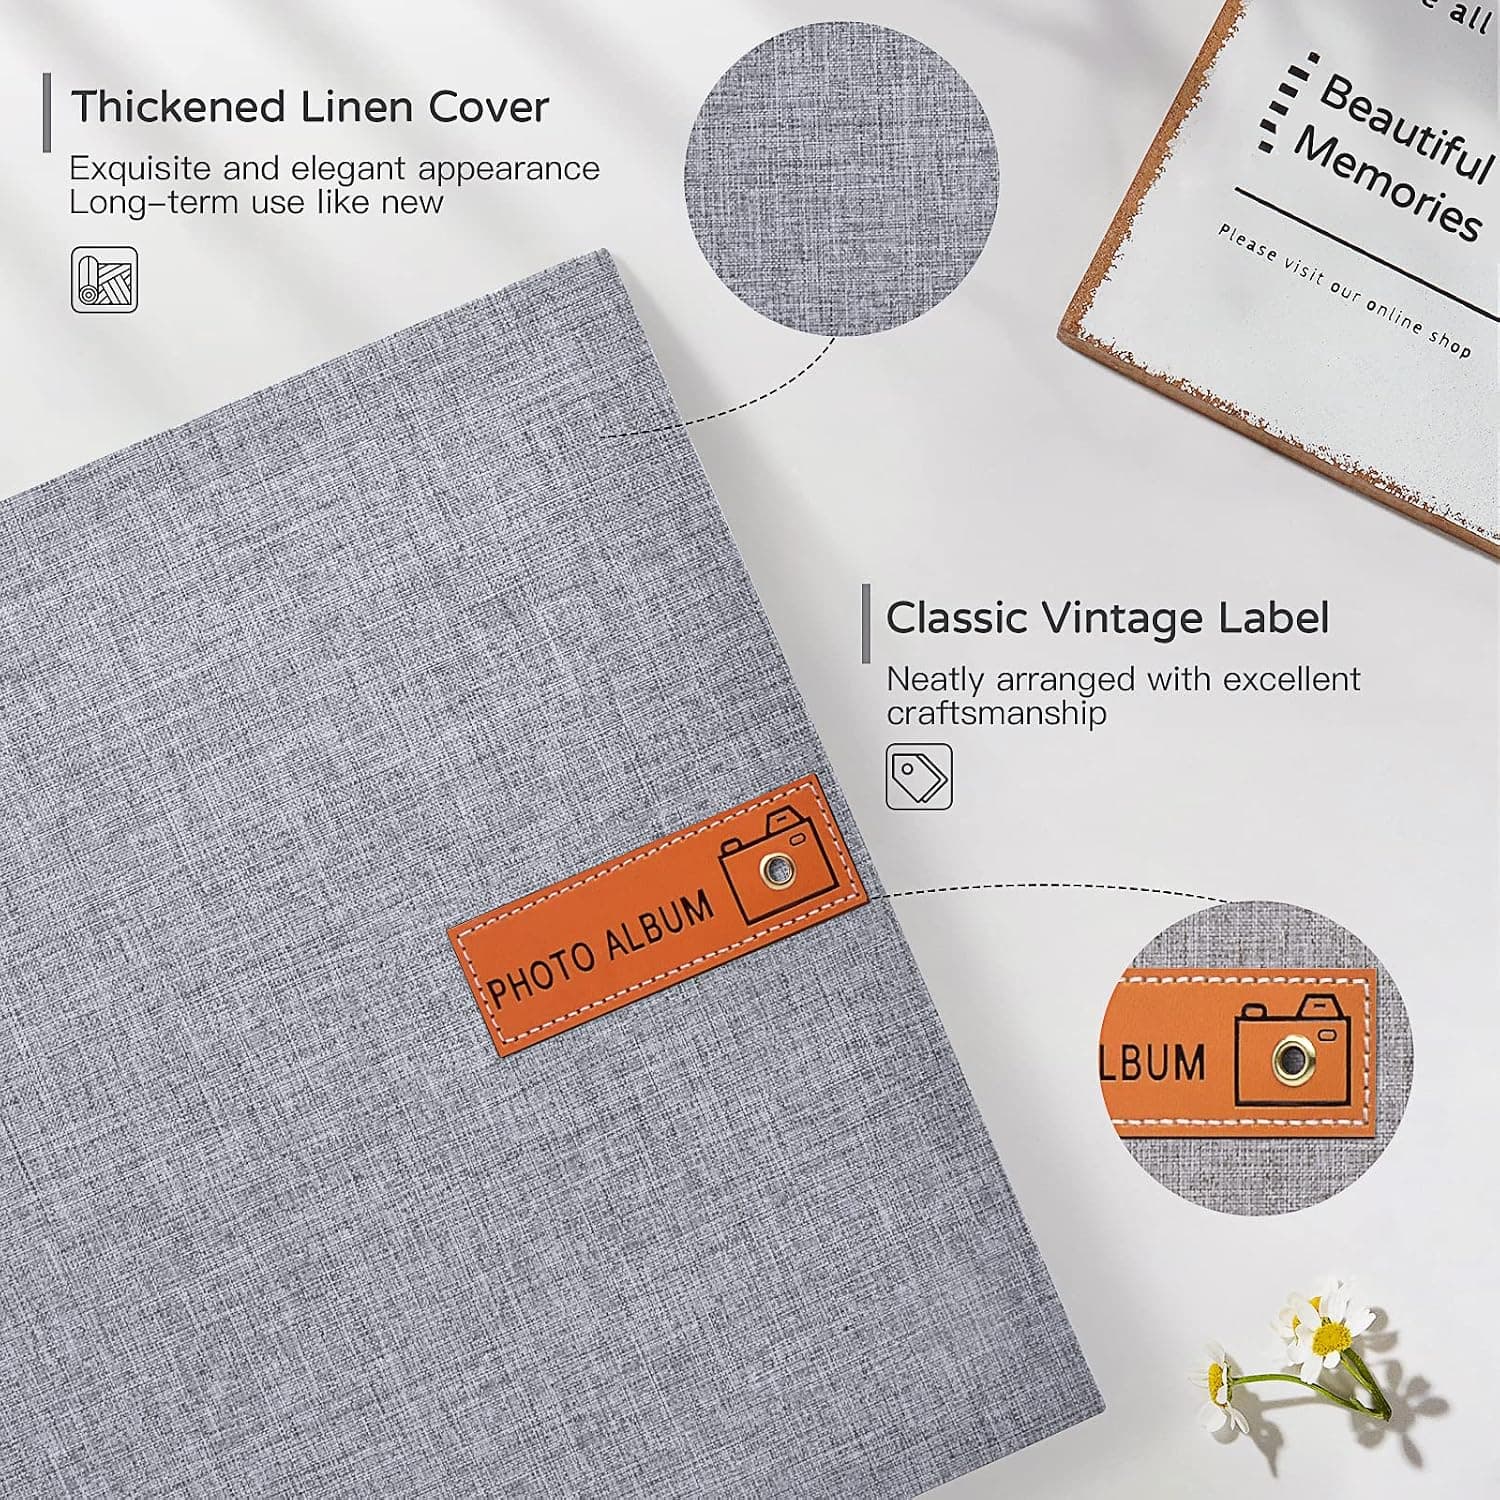 Thickened Linen Cover
Exquisite and elegant appearance
Long-term use like new
all
Beautiful
Memories
Please visit our online shop
Classic Vintage Label
Neatly arranged with excellent
craftsmanship
PHOTO ALBUM
LBUM